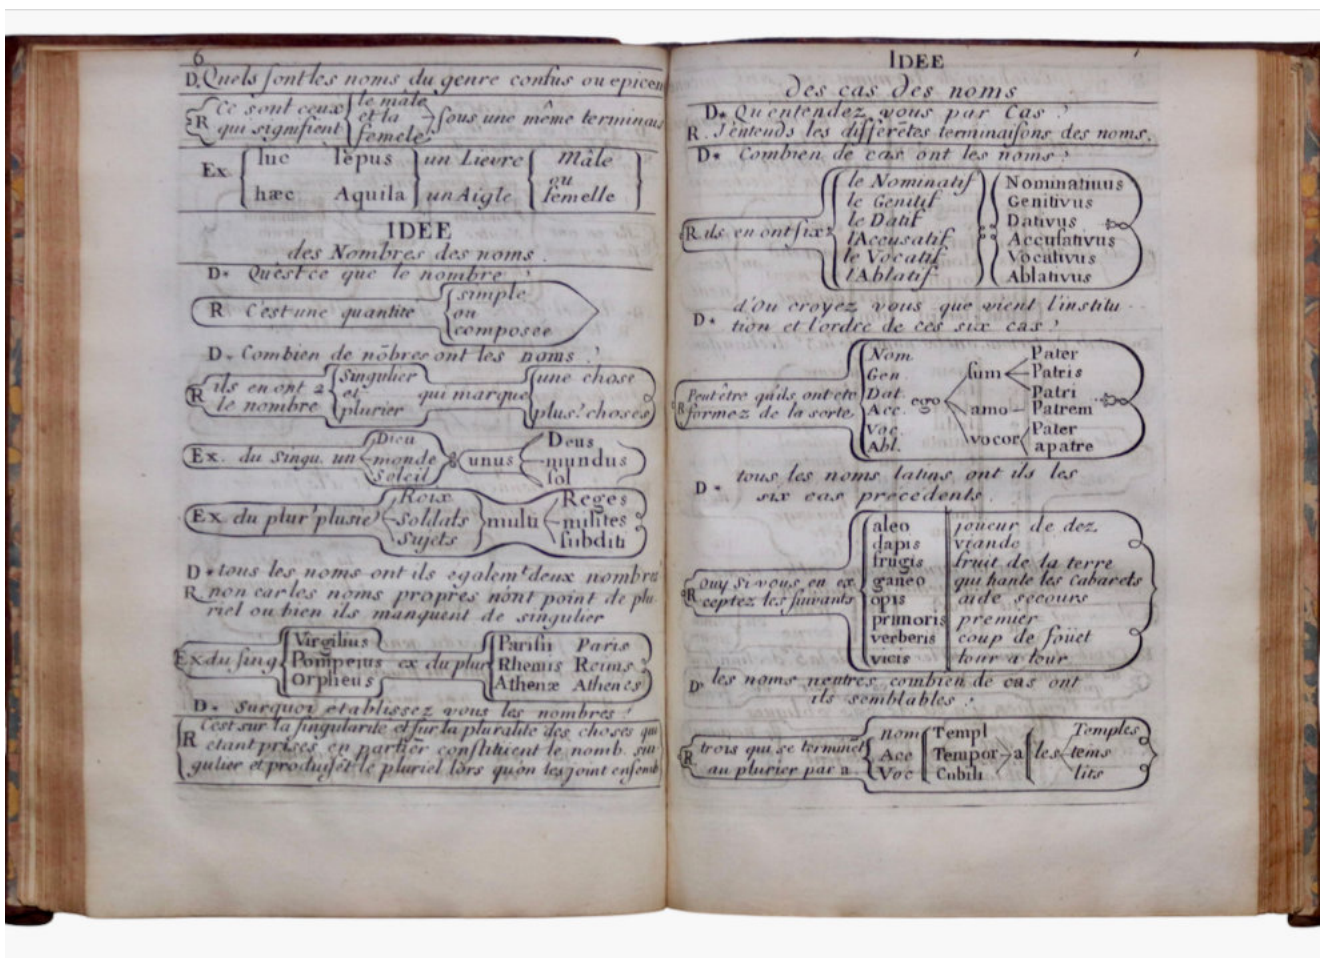 6
D. Quels sont les noms du genre confus ou epicen
R Ce sont ceux qui signifient { le mâle et la femele } sous une même terminais
Ex. { huc lepus } un Lievre { Mâle
ou
hæc Aquila } un Aigle { femelle
IDEE
des Nombres des noms.
D. Qu'est ce que le nombre ?
R C'est une quantité { simple
ou
composée
D. Combien de nõbres ont les noms ?
R ils en ont 2 le nombre { Singulier et plurier } qui marque { une chose
plus.rs choses
Ex. du singu. un { Dieu monde Soleil } unus { Deus
mundus
sol
Ex. du plur.r plusie { Roix Soldats Sujets } multi { Reges
milites
subditi
D. tous les noms ont ils egalem.t deux nombre
R non car les noms propres n'ont point de plu
riel ou bien ils manquent de singulier
Ex du sing { Virgilius Pompeius Orpheus } ex du plur { Parisii Paris
Rhemis Reims
Athenæ Athenes
D. Surquoi etablissez vous les nombres ?
R C'est sur la singularité et sur la pluralité des choses qui
etant prises en partier constituent le nomb. sin
gulier et produisẽt le pluriel lors qu'on les joint ensemb
IDEE
des cas des noms
D. Qu'entendez vous par Cas ?
R. J'entends les differẽtes terminaisons des noms.
D. Combien de cas ont les noms ?
R. ils en ont six
le Nominatif Nominativus
le Genitif Genitivus
le Datif Dativus
l'Accusatif Accusativus
le Vocatif Vocativus
l'Ablatif Ablativus
D. d'Ou croyez vous que vient l'institu
tion et l'ordre de ces six cas ?
R Peut être qu'ils ont eté formez de la sorte
Nom. Pater
Gen. sum Patris
Dat. ego Patri
Acc. amo Patrem
Voc. vocor Pater
Abl. apatre
D. tous les noms latins ont ils les
six cas precedents.
R Ouy si vous en ex
ceptez les suivants
aleo joueur de dez
dapis viande
frugis fruit de la terre
ganeo qui hante les cabarets
opis aide secours
primoris premier
verberis coup de foüet
vicis tour a tour
D. les noms neutres combien de cas ont
ils semblables ?
R. trois qui se terminẽt
au plurier par a
nom Templ Temples
Acc Tempor a les tems
Voc Cubili lits